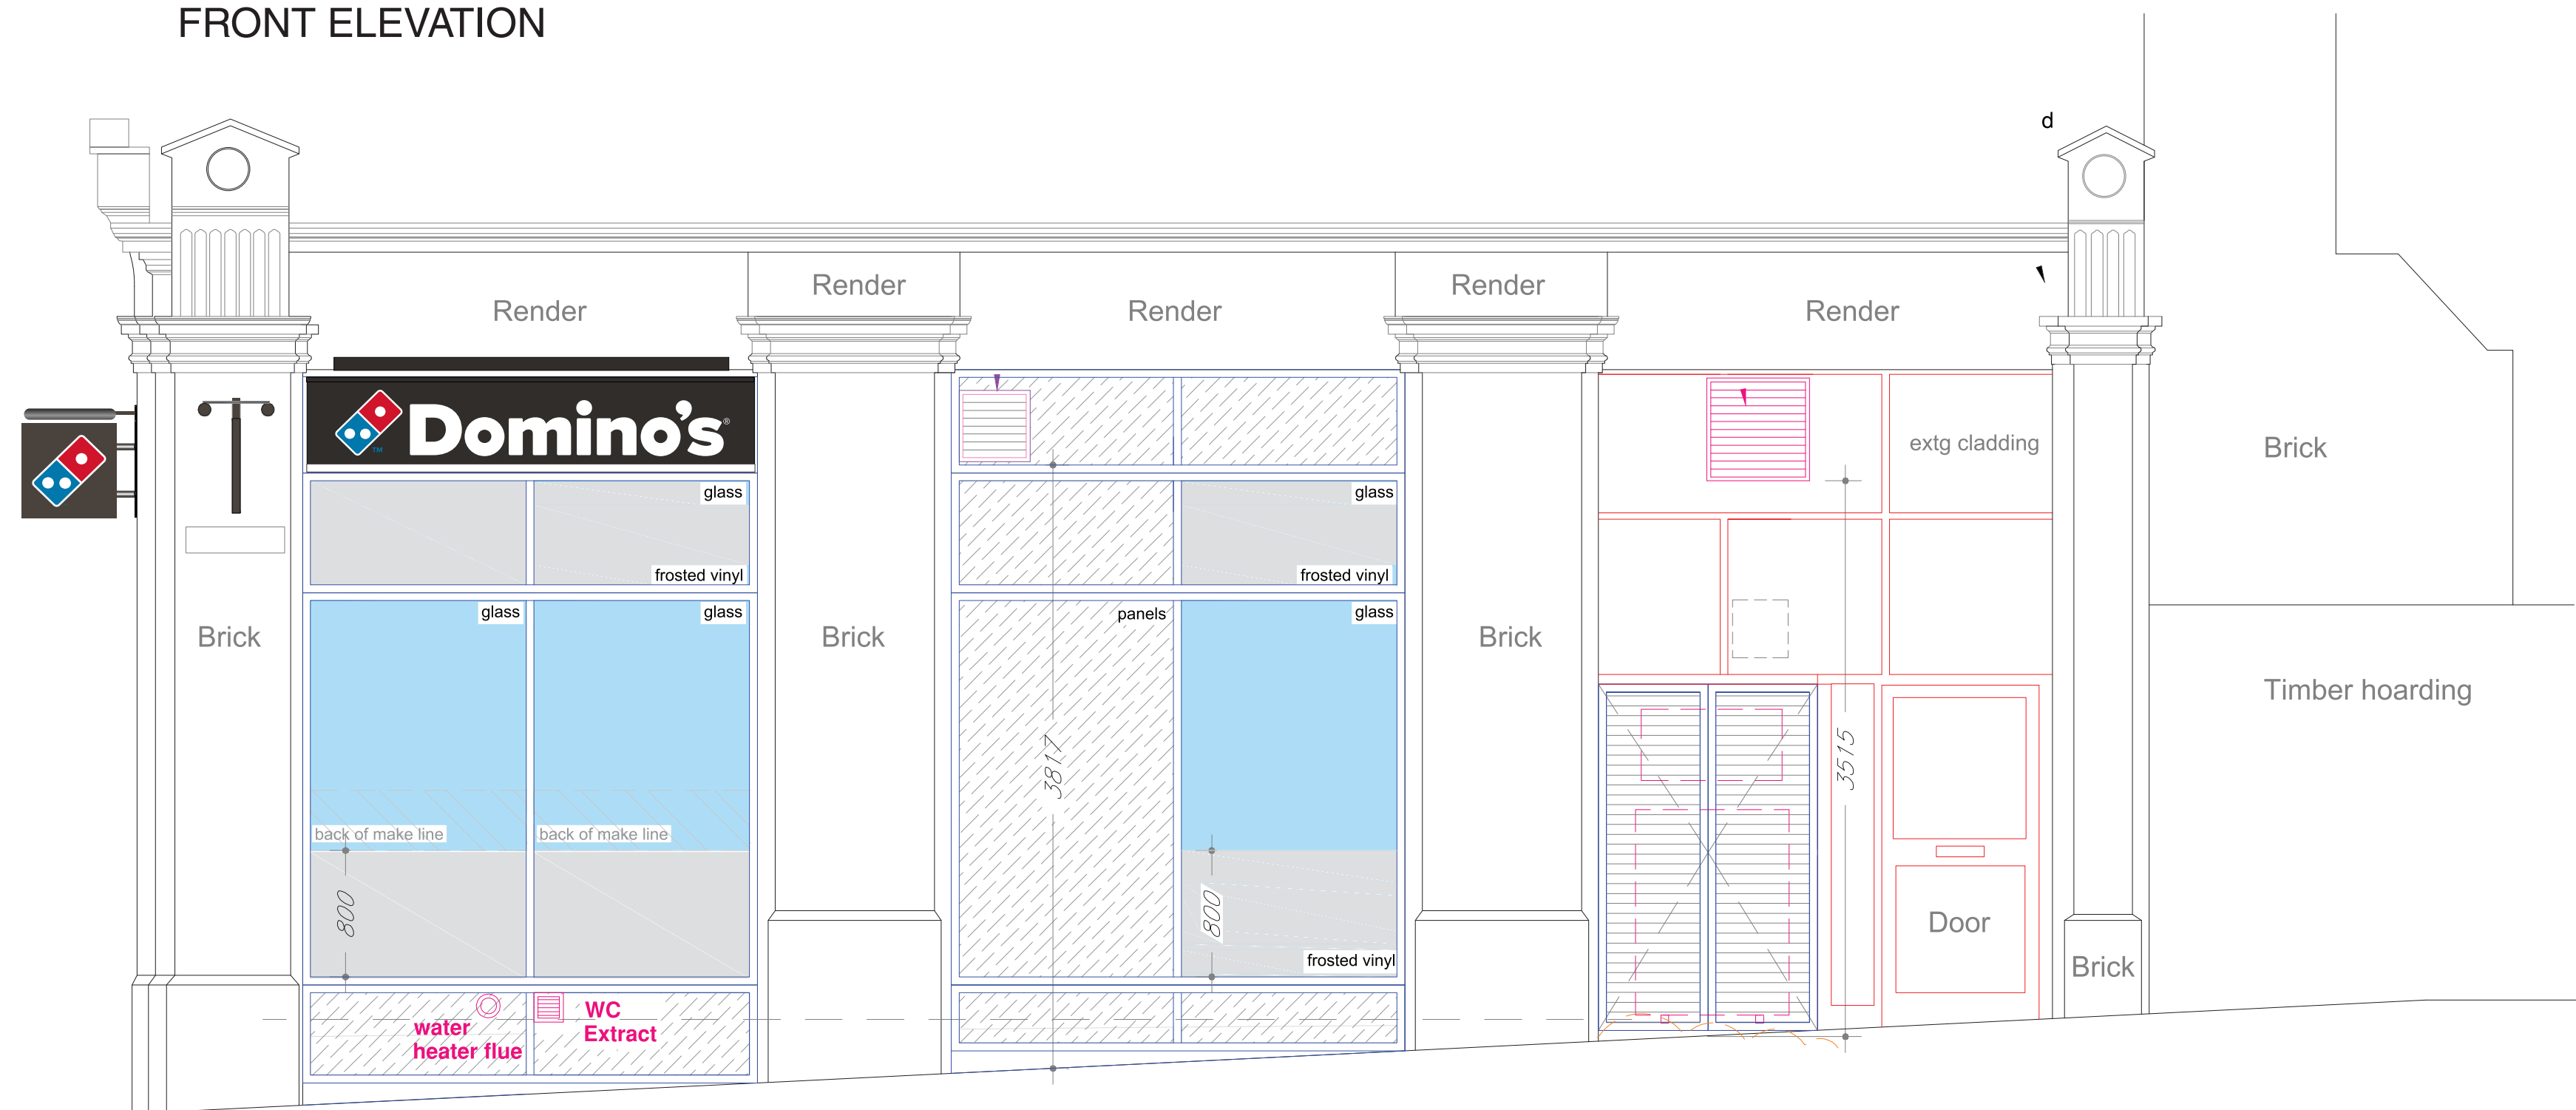 FRONT ELEVATION
d
Render
Render
Render
Render
Render
Domino's®
TM
extg cladding
Brick
glass
glass
frosted vinyl
frosted vinyl
glass
glass
panels
glass
Brick
Brick
Brick
Timber hoarding
3817
3515
back of make line
back of make line
800
800
Door
frosted vinyl
Brick
WC
Extract
water
heater flue